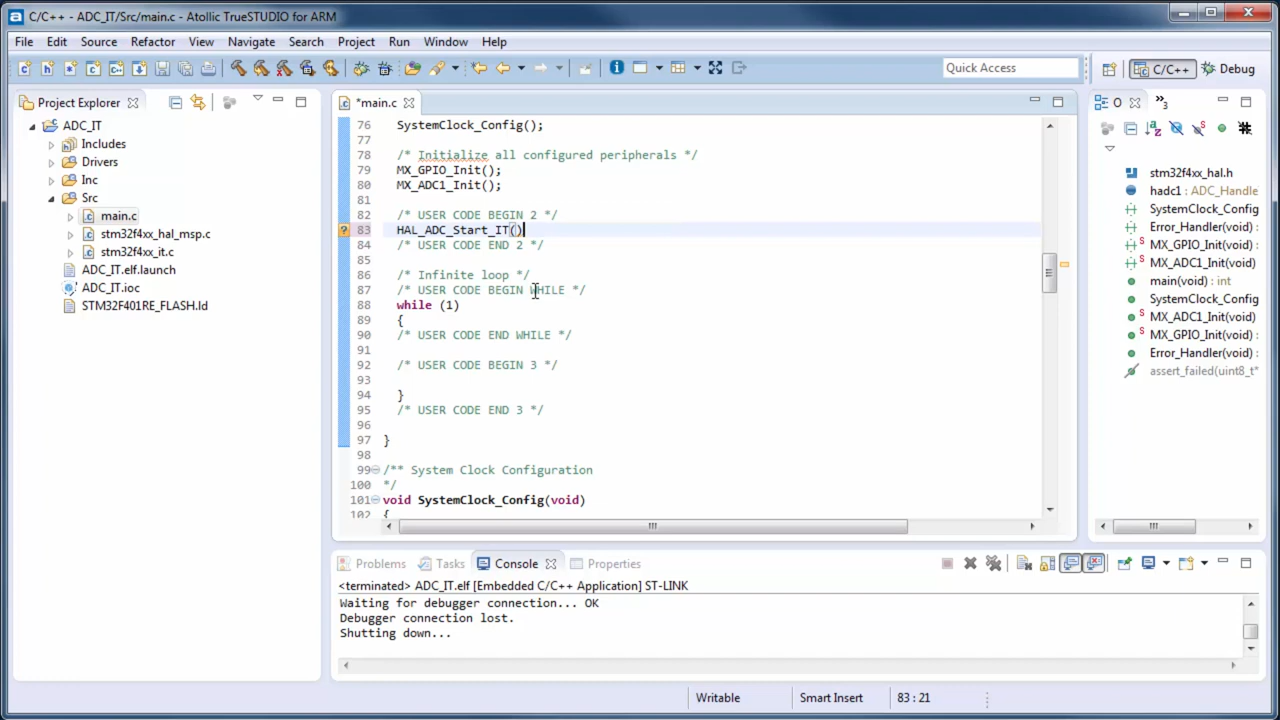 C/C++ - ADC_IT/Src/main.c - Atollic TrueSTUDIO for ARM
File Edit Source Refactor View Navigate Search Project Run Window Help
Quick Access
C/C++
Debug
Project Explorer
ADC_IT
Includes
Drivers
Inc
Src
main.c
stm32f4xx_hal_msp.c
stm32f4xx_it.c
ADC_IT.elf.launch
ADC_IT.ioc
STM32F401RE_FLASH.ld
*main.c
76 SystemClock_Config();
77
78 /* Initialize all configured peripherals */
79 MX_GPIO_Init();
80 MX_ADC1_Init();
81
82 /* USER CODE BEGIN 2 */
83 HAL_ADC_Start_IT()
84 /* USER CODE END 2 */
85
86 /* Infinite loop */
87 /* USER CODE BEGIN WHILE */
88 while (1)
89 {
90 /* USER CODE END WHILE */
91
92 /* USER CODE BEGIN 3 */
93
94 }
95 /* USER CODE END 3 */
96
97 }
98
99 /** System Clock Configuration
100 */
101 void SystemClock_Config(void)
102 {
O
stm32f4xx_hal.h
hadc1 : ADC_Handle
SystemClock_Config
Error_Handler(void)
MX_GPIO_Init(void)
MX_ADC1_Init(void)
main(void) : int
SystemClock_Config
MX_ADC1_Init(void)
MX_GPIO_Init(void)
Error_Handler(void)
assert_failed(uint8_t*
Problems Tasks Console Properties
<terminated> ADC_IT.elf [Embedded C/C++ Application] ST-LINK
Waiting for debugger connection... OK
Debugger connection lost.
Shutting down...
Writable Smart Insert 83 : 21